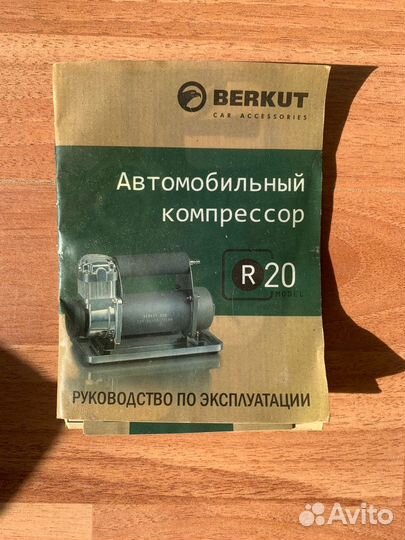 BERKUT
CAR ACCESSORIES
Автомобильный
компрессор
R 20
MODEL
РУКОВОДСТВО ПО ЭКСПЛУАТАЦИИ
Avito